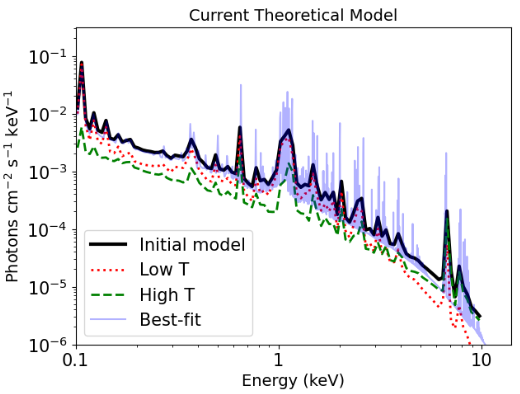 Current Theoretical Model
Photons cm⁻² s⁻¹ keV⁻¹
10⁻¹
10⁻²
10⁻³
10⁻⁴
10⁻⁵
10⁻⁶
Initial model
Low T
High T
Best-fit
0.1 1 10
Energy (keV)